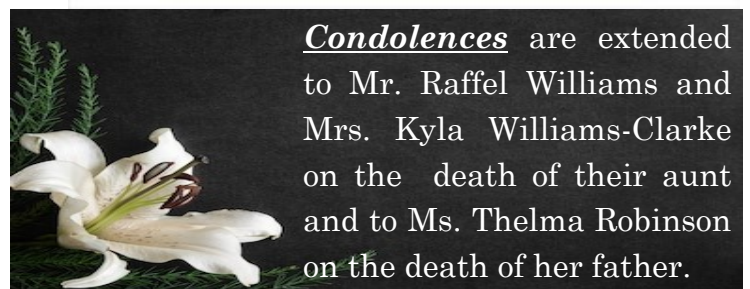 Condolences are extended
to Mr. Raffel Williams and
Mrs. Kyla Williams-Clarke
on the death of their aunt
and to Ms. Thelma Robinson
on the death of her father.